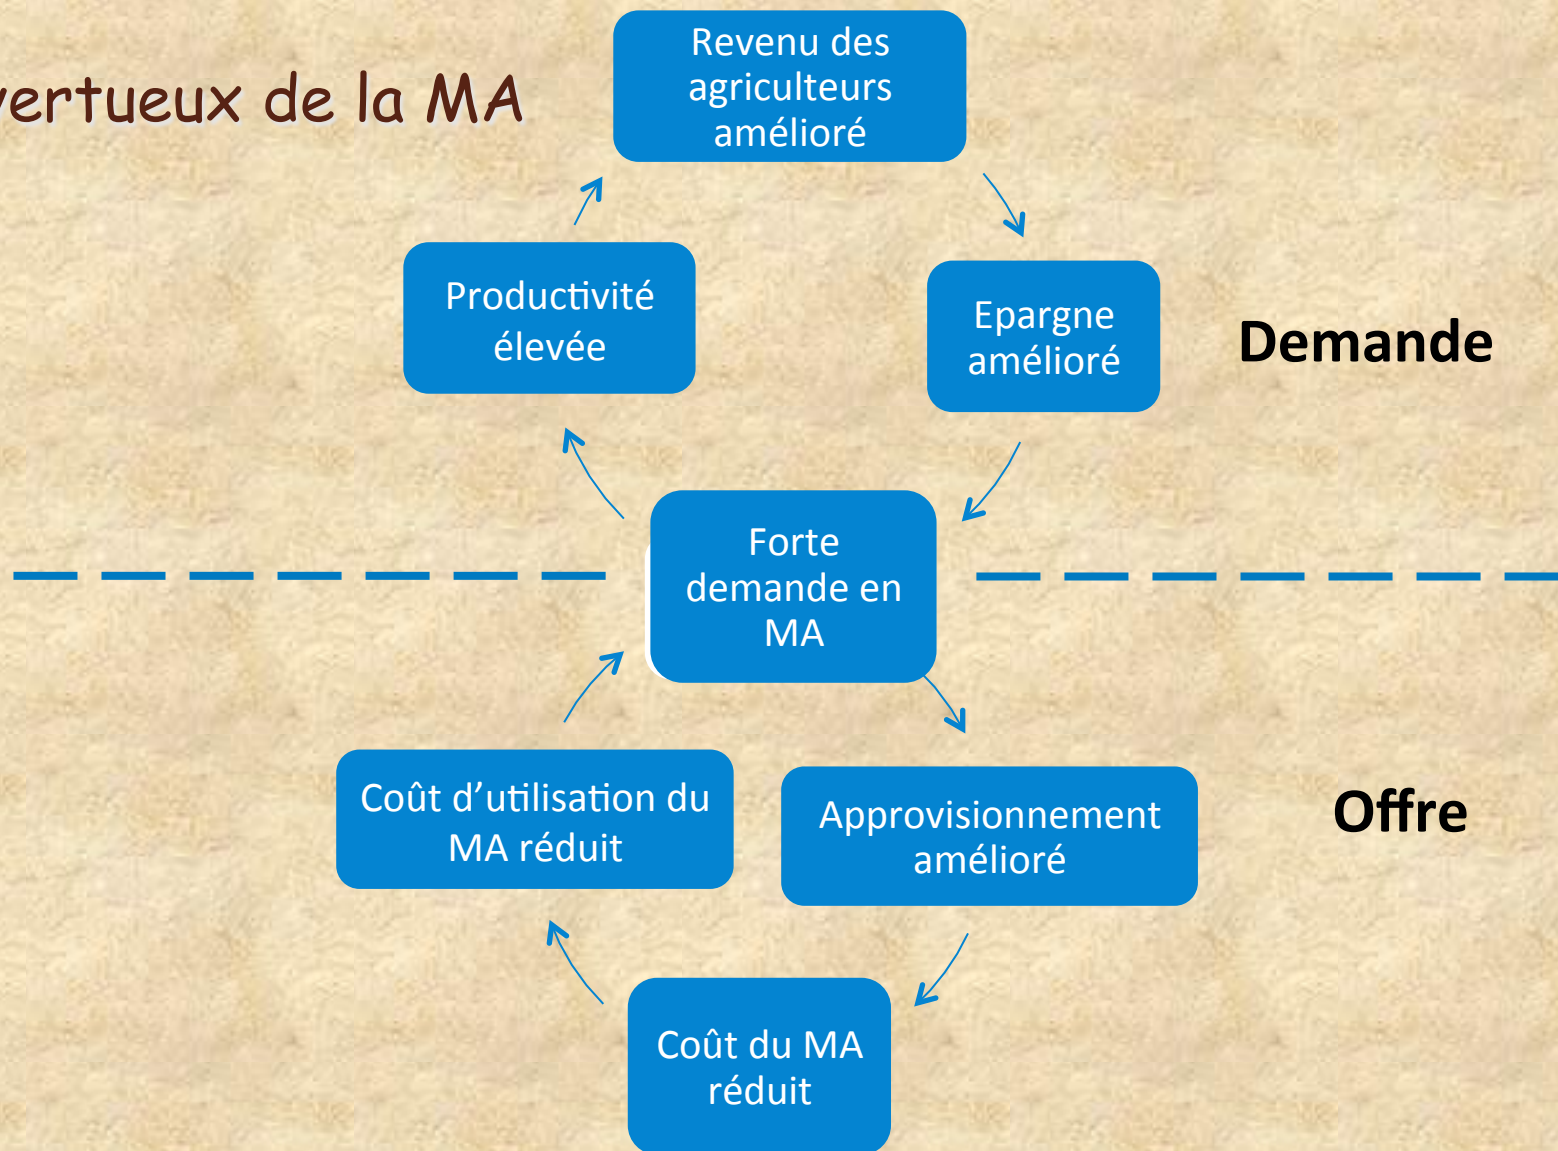 vertueux de la MA
Revenu des
agriculteurs
amélioré
Productivité
élevée
Epargne
amélioré
Demande
Forte
demande en
MA
Coût d’utilisation du
MA réduit
Approvisionnement
amélioré
Offre
Coût du MA
réduit